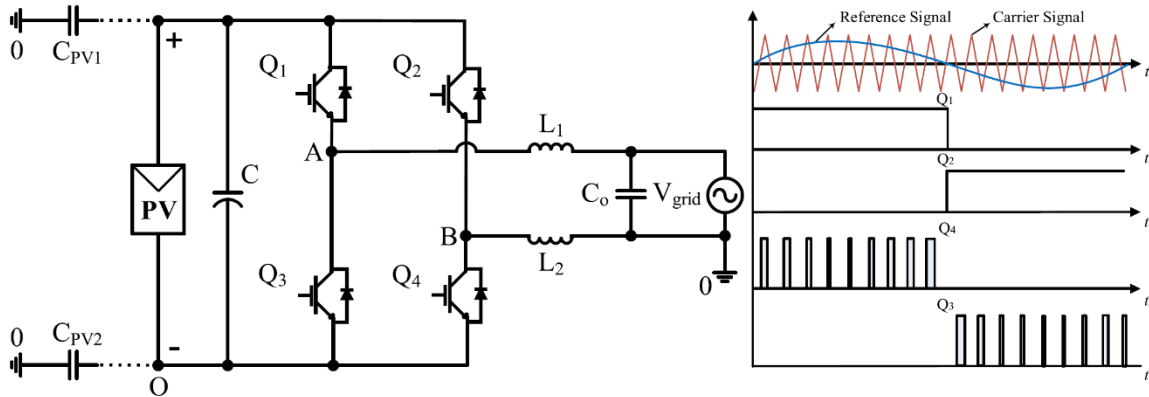 0
C_PV1
+
PV
-
O
0
C_PV2
C
Q₁
Q₂
A
L₁
C_o
V_grid
B
L₂
Q₃
Q₄
0
Reference Signal
Carrier Signal
t
Q₁
t
Q₂
t
Q₄
t
Q₃
t